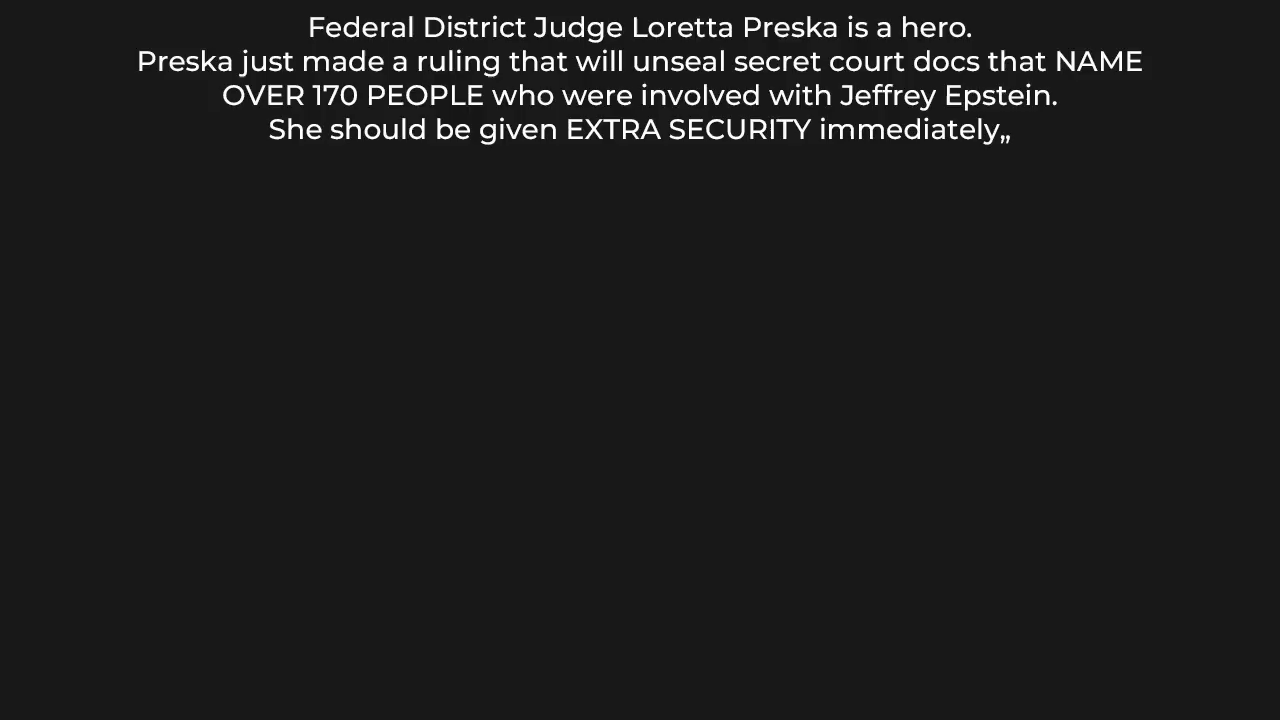 Federal District Judge Loretta Preska is a hero.
Preska just made a ruling that will unseal secret court docs that NAME
OVER 170 PEOPLE who were involved with Jeffrey Epstein.
She should be given EXTRA SECURITY immediately„